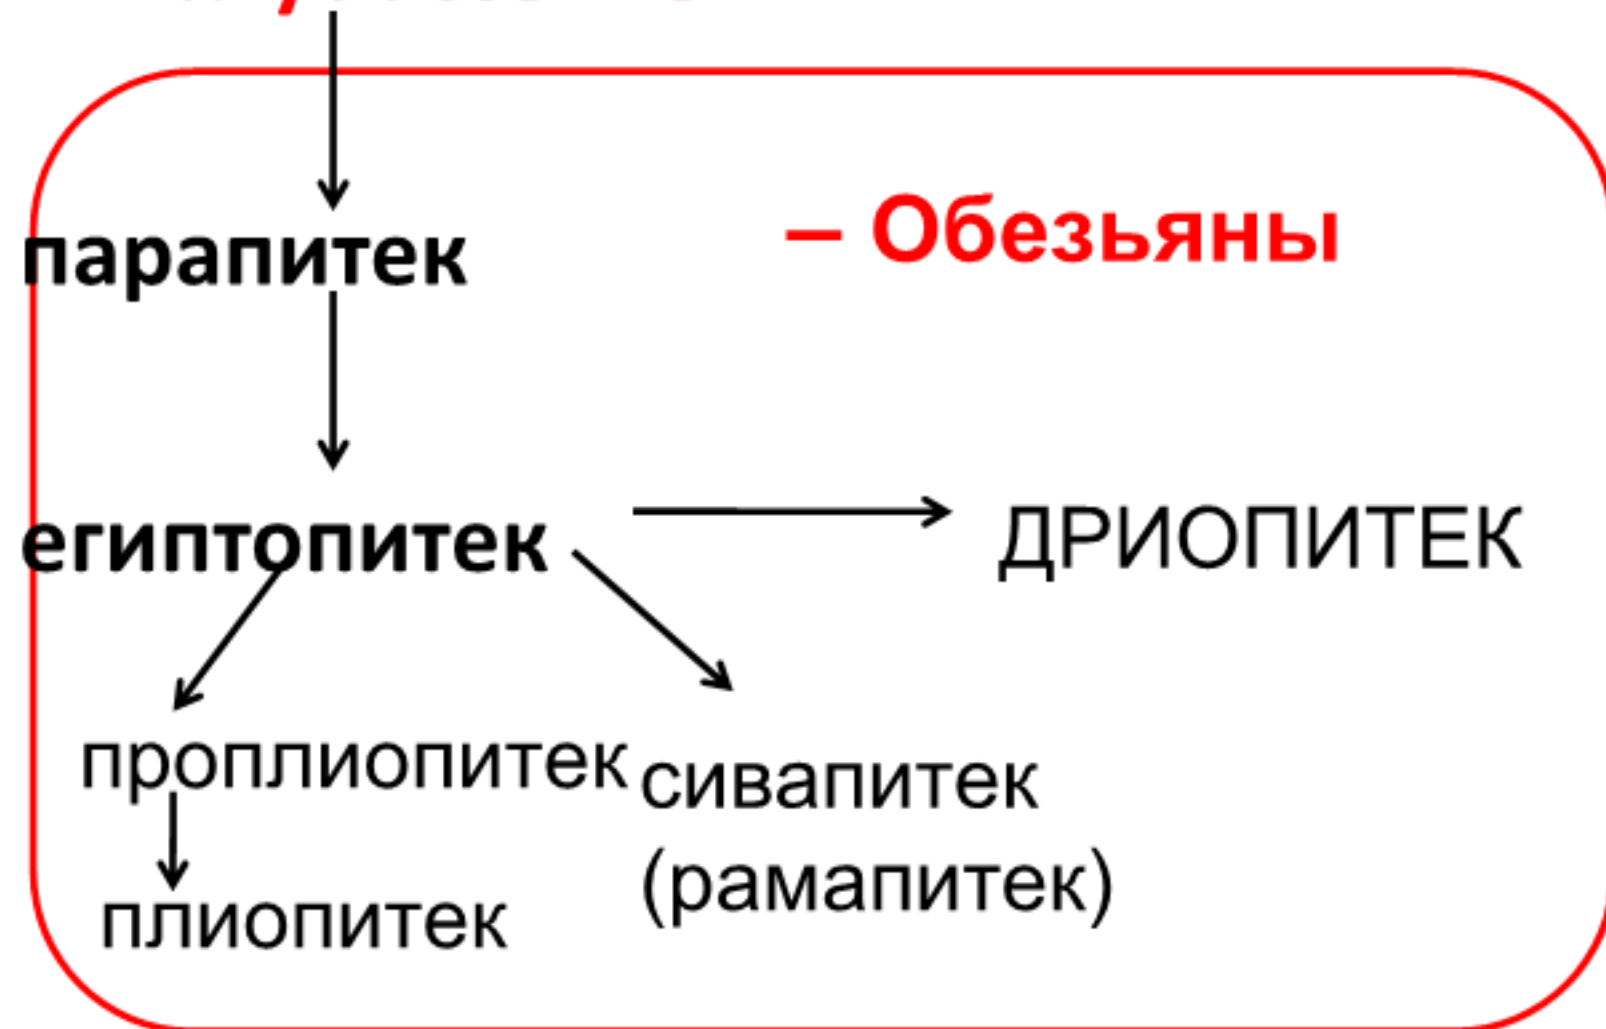 парапитек
– Обезьяны
египтопитек
ДРИОПИТЕК
проплиопитек
сивапитек
(рамапитек)
плиопитек